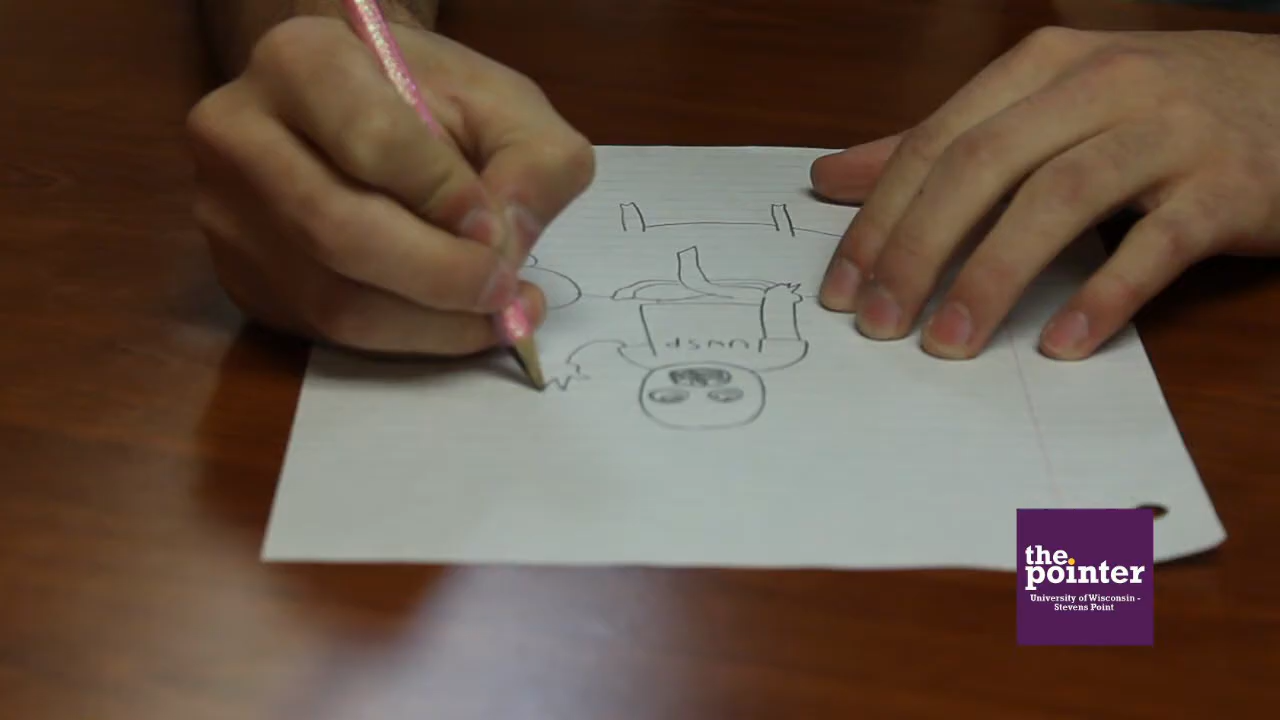 UWSP
the pointer
University of Wisconsin -
Stevens Point